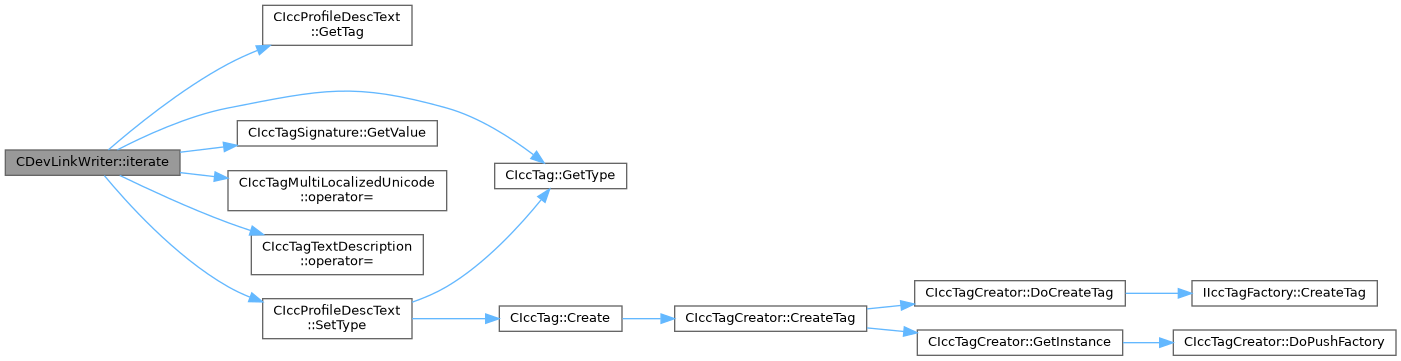 CIccProfileDescText
::GetTag
CDevLinkWriter::iterate
CIccTagSignature::GetValue
CIccTagMultiLocalizedUnicode
::operator=
CIccTagTextDescription
::operator=
CIccProfileDescText
::SetType
CIccTag::GetType
CIccTag::Create
CIccTagCreator::CreateTag
CIccTagCreator::DoCreateTag
IIccTagFactory::CreateTag
CIccTagCreator::GetInstance
CIccTagCreator::DoPushFactory